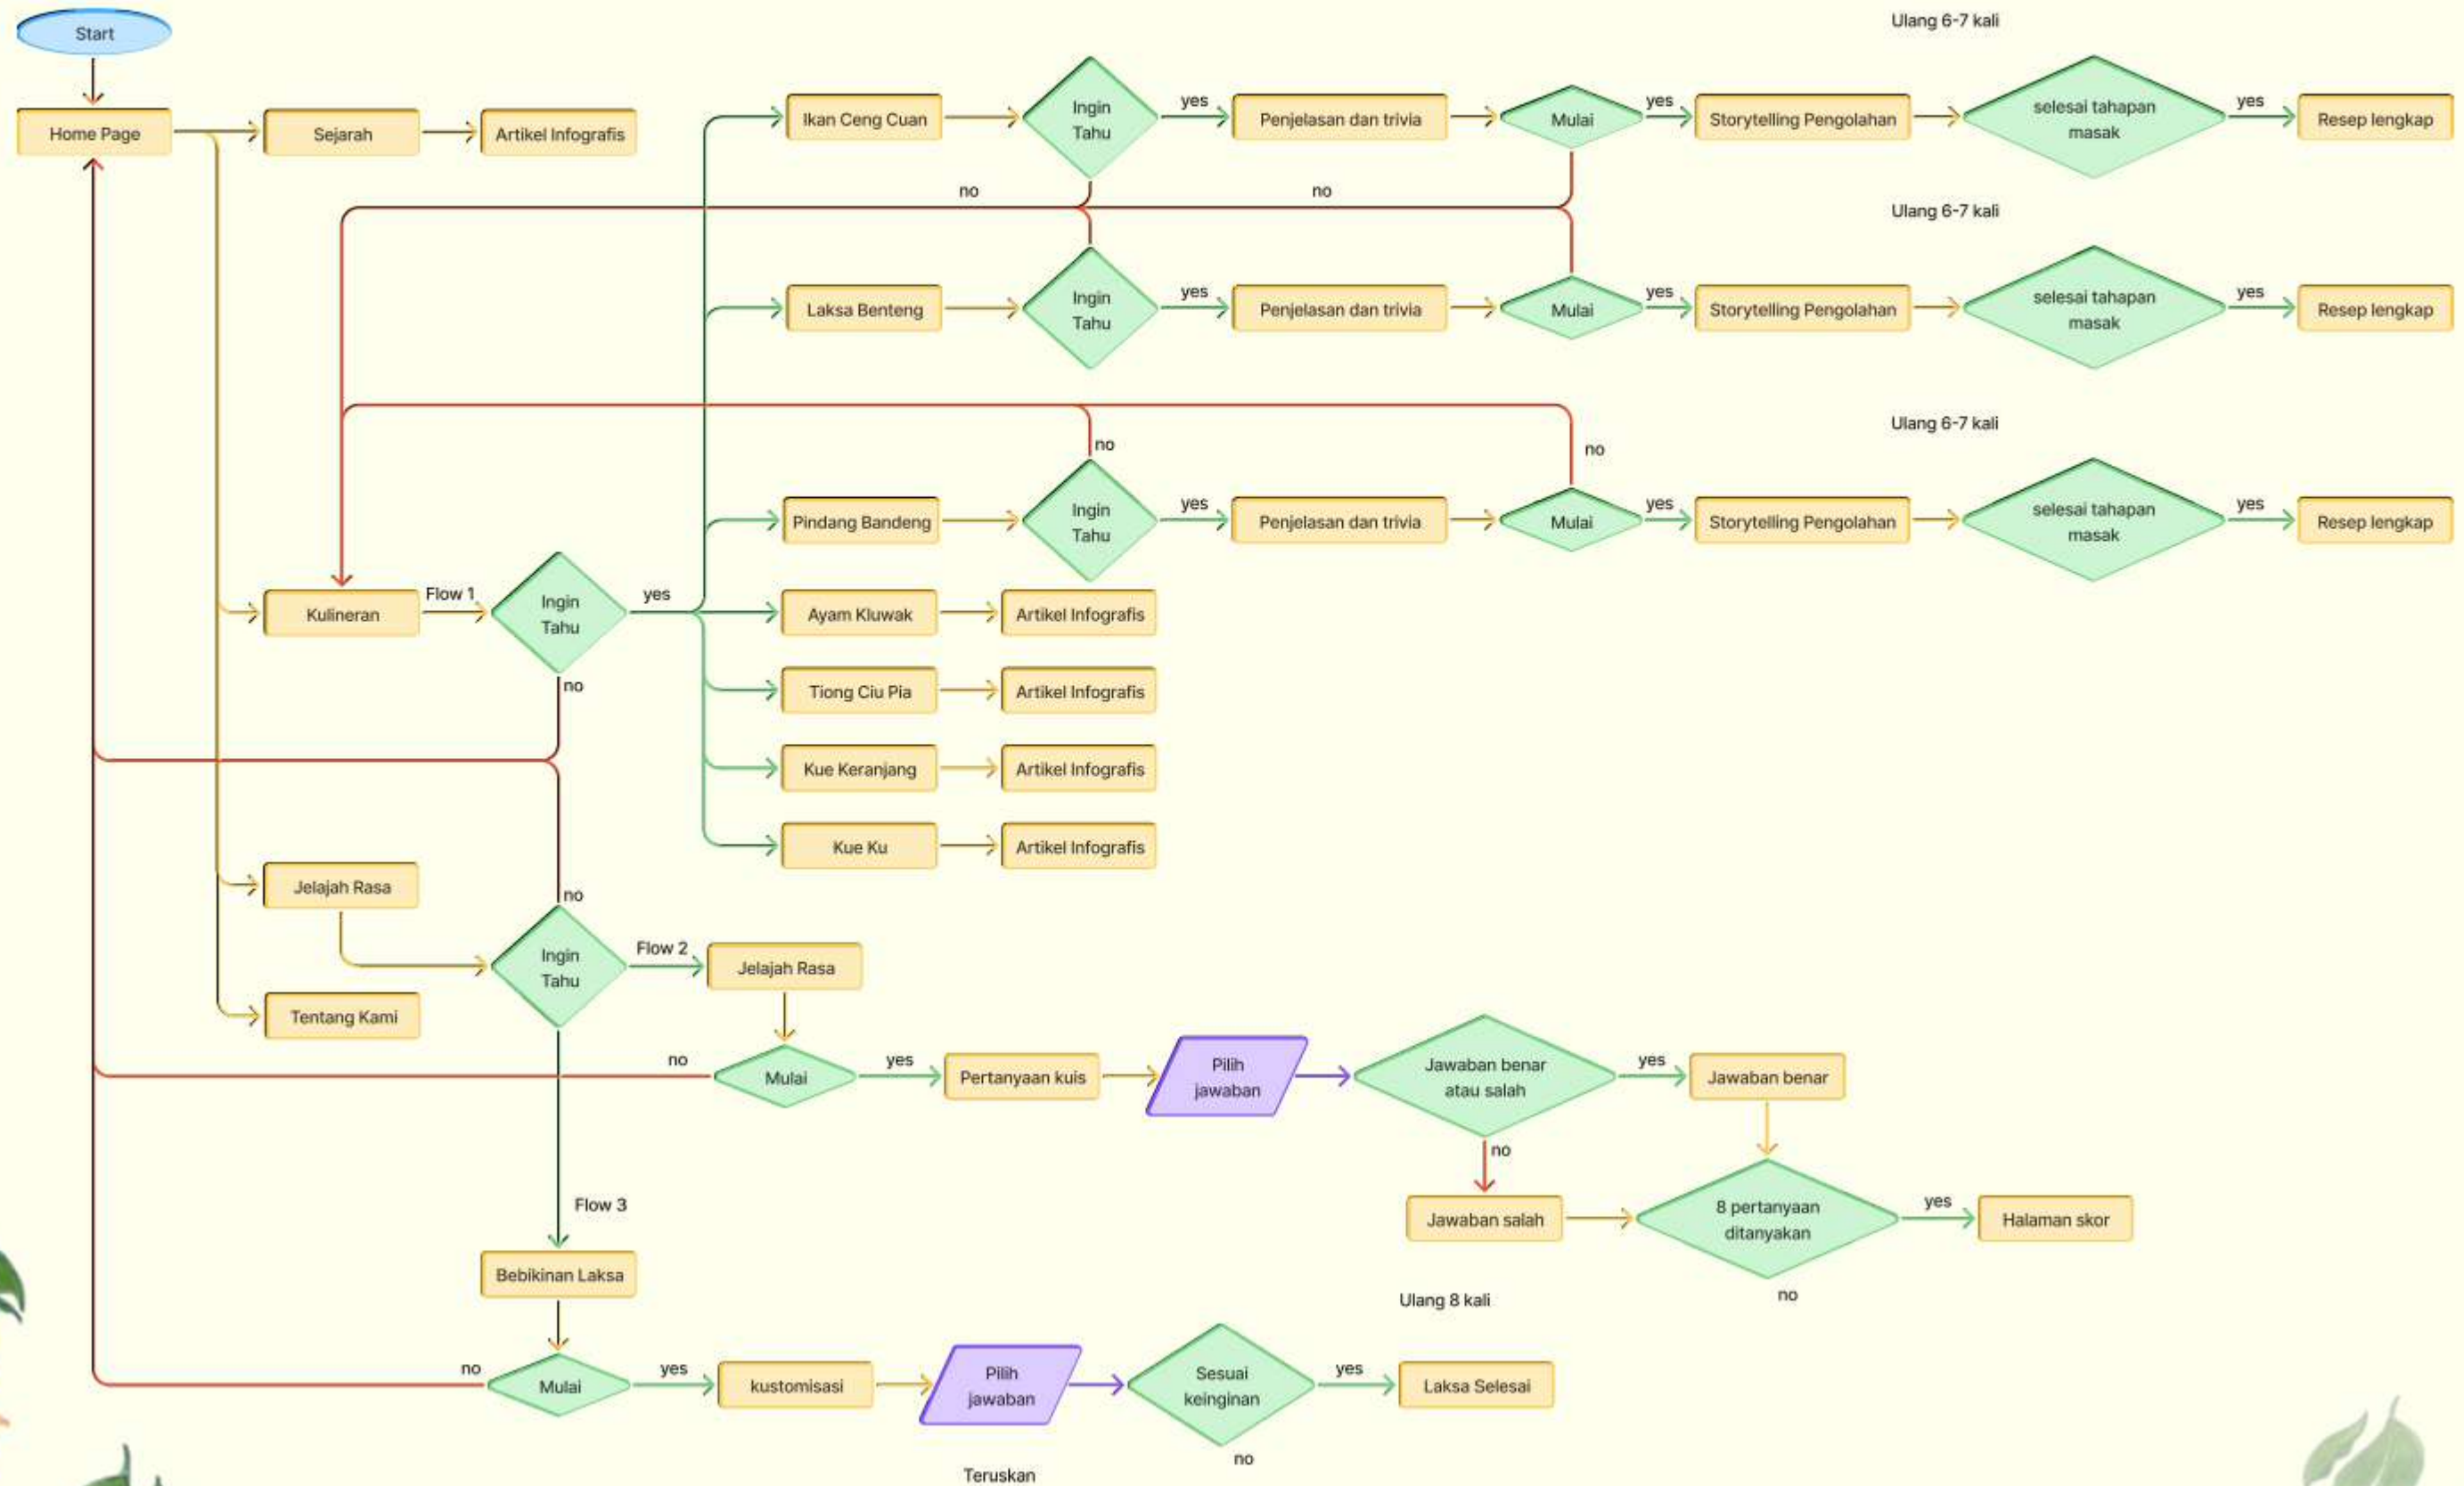 Start
Home Page
Sejarah
Artikel Infografis
Ulang 6-7 kali
Ikan Ceng Cuan
Ingin
Tahu
yes
Penjelasan dan trivia
Mulai
yes
Storytelling Pengolahan
selesai tahapan
masak
yes
Resep lengkap
no
no
Ulang 6-7 kali
Laksa Benteng
Ingin
Tahu
yes
Penjelasan dan trivia
Mulai
yes
Storytelling Pengolahan
selesai tahapan
masak
yes
Resep lengkap
Ulang 6-7 kali
no
no
Pindang Bandeng
Ingin
Tahu
yes
Penjelasan dan trivia
Mulai
yes
Storytelling Pengolahan
selesai tahapan
masak
yes
Resep lengkap
Kulineran
Flow 1
Ingin
Tahu
yes
no
Ayam Kluwak
Artikel Infografis
Tiong Ciu Pia
Artikel Infografis
Kue Keranjang
Artikel Infografis
Kue Ku
Artikel Infografis
Jelajah Rasa
no
Ingin
Tahu
Flow 2
Jelajah Rasa
Tentang Kami
no
Mulai
yes
Pertanyaan kuis
Pilih
jawaban
Jawaban benar
atau salah
yes
Jawaban benar
no
Jawaban salah
8 pertanyaan
ditanyakan
yes
Halaman skor
no
Flow 3
Bebikinan Laksa
Ulang 8 kali
no
Mulai
yes
kustomisasi
Pilih
jawaban
Sesuai
keinginan
yes
Laksa Selesai
no
Teruskan